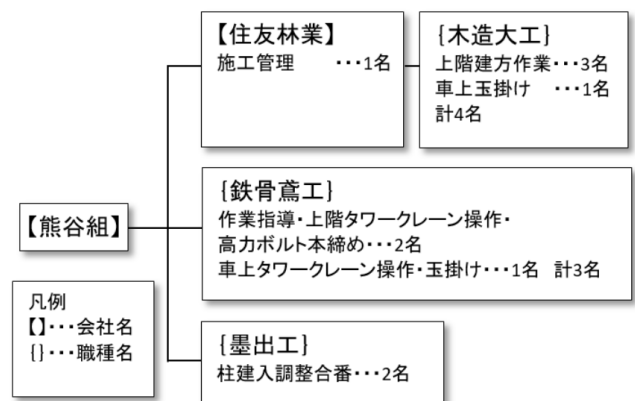 【住友林業】
施工管理　　･･･1名
{木造大工}
上階建方作業･･･3名
車上玉掛け　･･･1名
計4名
【熊谷組】
{鉄骨鳶工}
作業指導・上階タワークレーン操作・
高力ボルト本締め･･･2名
車上タワークレーン操作・玉掛け･･･1名　計3名
{墨出工}
柱建入調整合番･･･2名
凡例
【】･･･会社名
{}･･･職種名